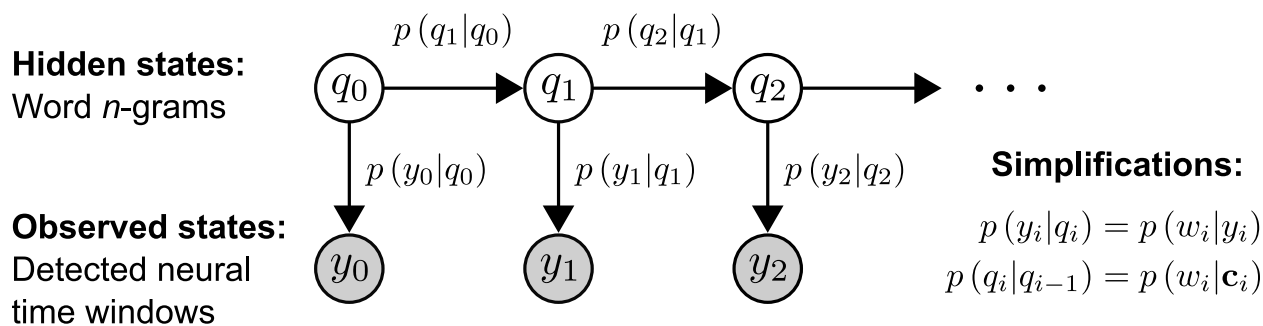 p (q₁|q₀) p (q₂|q₁)
Hidden states:
Word n-grams
q₀ q₁ q₂ · · ·
p (y₀|q₀) p (y₁|q₁) p (y₂|q₂)
Simplifications:
Observed states:
Detected neural
time windows
y₀ y₁ y₂
p (yᵢ|qᵢ) = p (wᵢ|yᵢ)
p (qᵢ|qᵢ₋₁) = p (wᵢ|cᵢ)